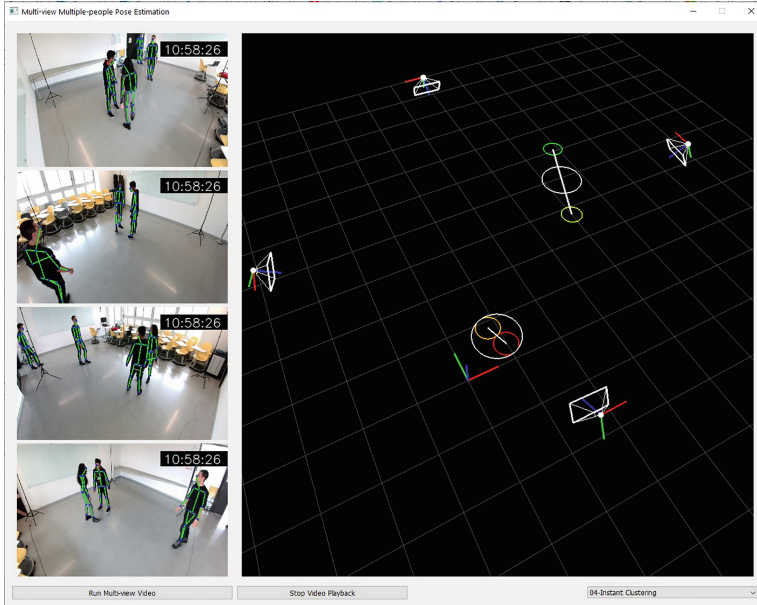 Multi-view Multiple-people Pose Estimation
10:58:26
10:58:26
10:58:26
10:58:26
Run Multi-view Video
Stop Video Playback
04-Instant Clustering